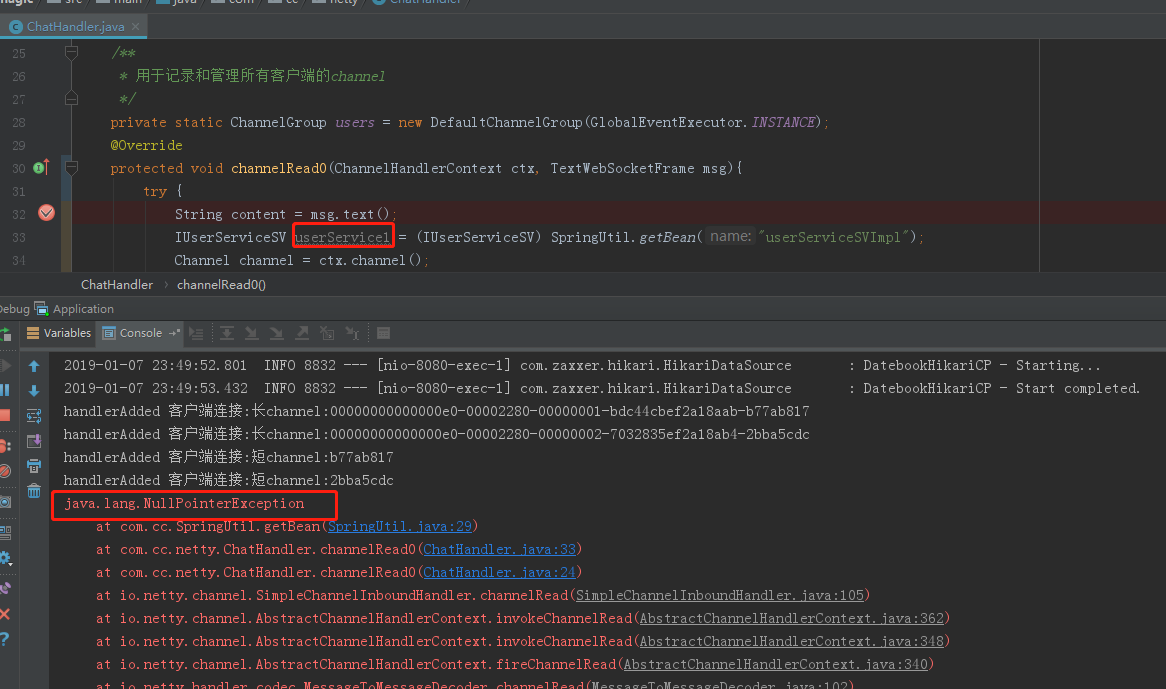 src main java com cc netty ChatHandler
ChatHandler.java ×
25 /**
26 * 用于记录和管理所有客户端的channel
27 */
28 private static ChannelGroup users = new DefaultChannelGroup(GlobalEventExecutor.INSTANCE);
29 @Override
30 protected void channelRead0(ChannelHandlerContext ctx, TextWebSocketFrame msg){
31 try {
32 String content = msg.text();
33 IUserServiceSV userService1 = (IUserServiceSV) SpringUtil.getBean( name: "userServiceSVImpl");
34 Channel channel = ctx.channel();
ChatHandler › channelRead0()
Debug Application
Variables Console
2019-01-07 23:49:52.801 INFO 8832 --- [nio-8080-exec-1] com.zaxxer.hikari.HikariDataSource : DatebookHikariCP - Starting...
2019-01-07 23:49:53.432 INFO 8832 --- [nio-8080-exec-1] com.zaxxer.hikari.HikariDataSource : DatebookHikariCP - Start completed.
handlerAdded 客户端连接:长channel:00000000000000e0-00002280-00000001-bdc44cbef2a18aab-b77ab817
handlerAdded 客户端连接:长channel:00000000000000e0-00002280-00000002-7032835ef2a18ab4-2bba5cdc
handlerAdded 客户端连接:短channel:b77ab817
handlerAdded 客户端连接:短channel:2bba5cdc
java.lang.NullPointerException
at com.cc.SpringUtil.getBean(SpringUtil.java:29)
at com.cc.netty.ChatHandler.channelRead0(ChatHandler.java:33)
at com.cc.netty.ChatHandler.channelRead0(ChatHandler.java:24)
at io.netty.channel.SimpleChannelInboundHandler.channelRead(SimpleChannelInboundHandler.java:105)
at io.netty.channel.AbstractChannelHandlerContext.invokeChannelRead(AbstractChannelHandlerContext.java:362)
at io.netty.channel.AbstractChannelHandlerContext.invokeChannelRead(AbstractChannelHandlerContext.java:348)
at io.netty.channel.AbstractChannelHandlerContext.fireChannelRead(AbstractChannelHandlerContext.java:340)
at io.netty.handler.codec.MessageToMessageDecoder.channelRead(MessageToMessageDecoder.java:102)